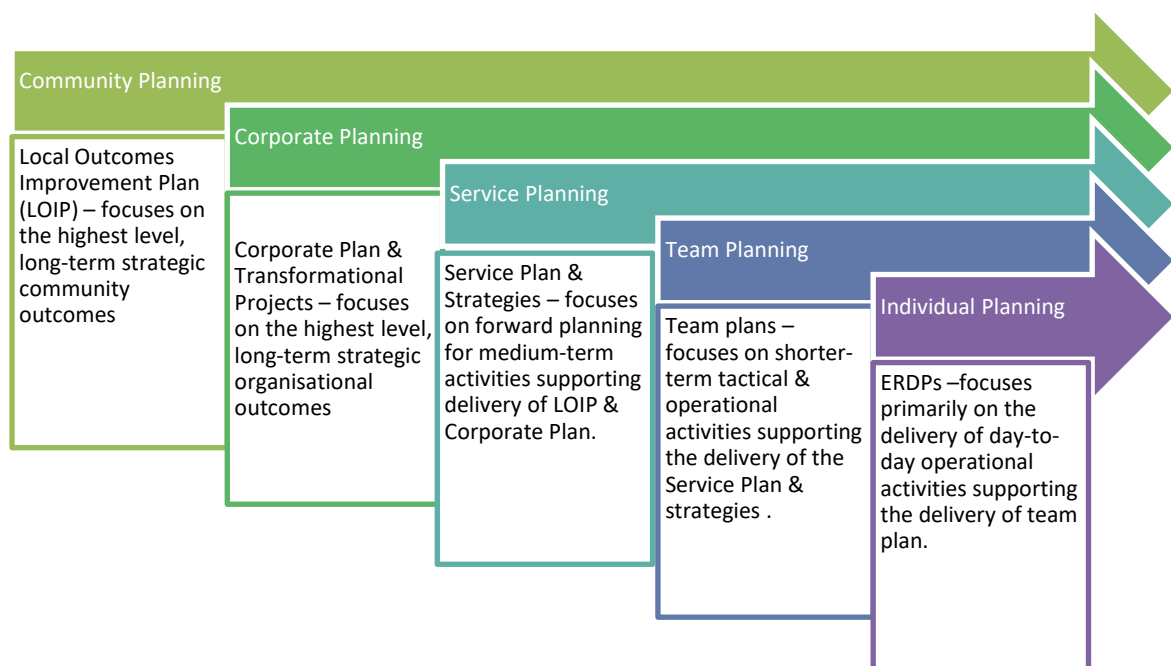 Community Planning
Local Outcomes
Improvement Plan
(LOIP) – focuses on
the highest level,
long-term strategic
community
outcomes
Corporate Planning
Corporate Plan &
Transformational
Projects – focuses
on the highest level,
long-term strategic
organisational
outcomes
Service Planning
Service Plan &
Strategies – focuses
on forward planning
for medium-term
activities supporting
delivery of LOIP &
Corporate Plan.
Team Planning
Team plans –
focuses on shorter-
term tactical &
operational
activities supporting
the delivery of the
Service Plan &
strategies .
Individual Planning
ERDPs –focuses
primarily on the
delivery of day-to-
day operational
activities supporting
the delivery of team
plan.